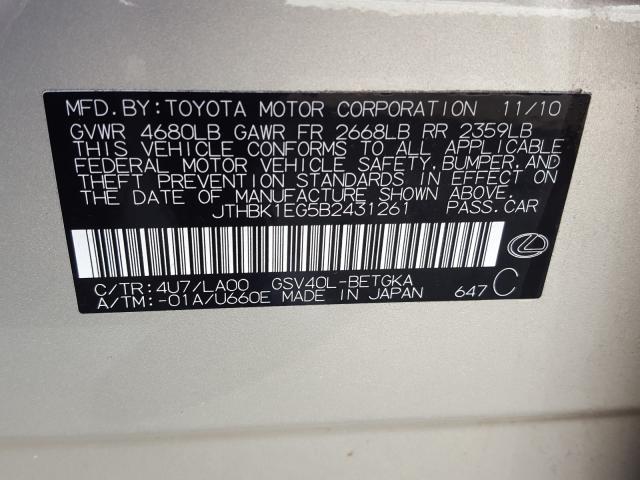 MFD.BY:TOYOTA MOTOR CORPORATION 11/10
GVWR 4680LB GAWR FR 2668LB RR 2359LB
THIS VEHICLE CONFORMS TO ALL APPLICABLE
FEDERAL MOTOR VEHICLE SAFETY, BUMPER, AND
THEFT PREVENTION STANDARDS IN EFFECT ON
THE DATE OF MANUFACTURE SHOWN ABOVE.
JTHBK1EG5B2431261 PASS.CAR
C/TR:4U7/LA00 GSV40L-BETGKA
A/TM:-01A/U660E MADE IN JAPAN 647 C